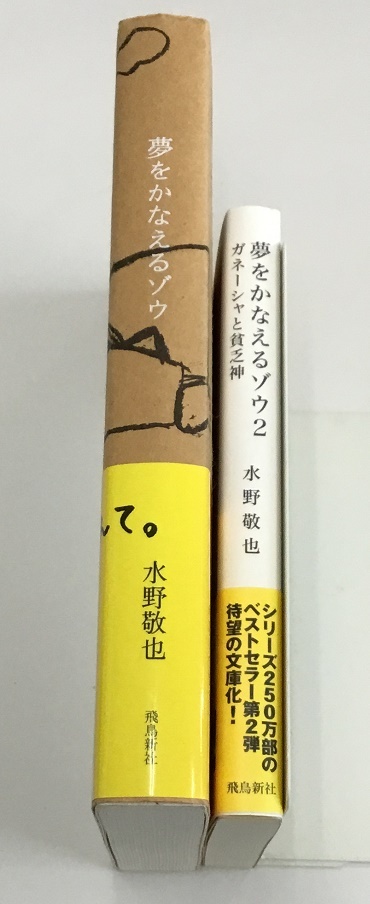 夢をかなえるゾウ
て。
水野敬也
飛鳥新社
夢をかなえるゾウ2
ガネーシャと貧乏神
水野敬也
シリーズ250万部の
ベストセラー第2弾
待望の文庫化!
飛鳥新社